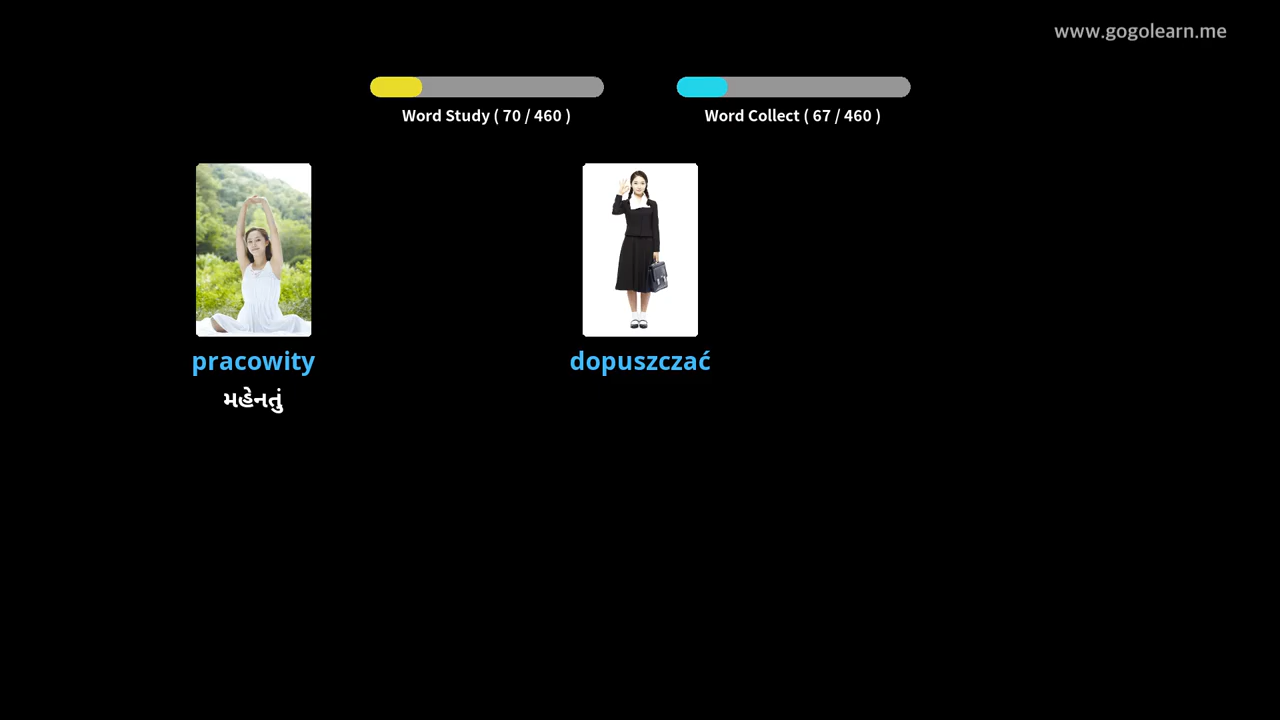 www.gogolearn.me
Word Study ( 70 / 460 )
Word Collect ( 67 / 460 )
pracowity
dopuszczać
મહેનતું